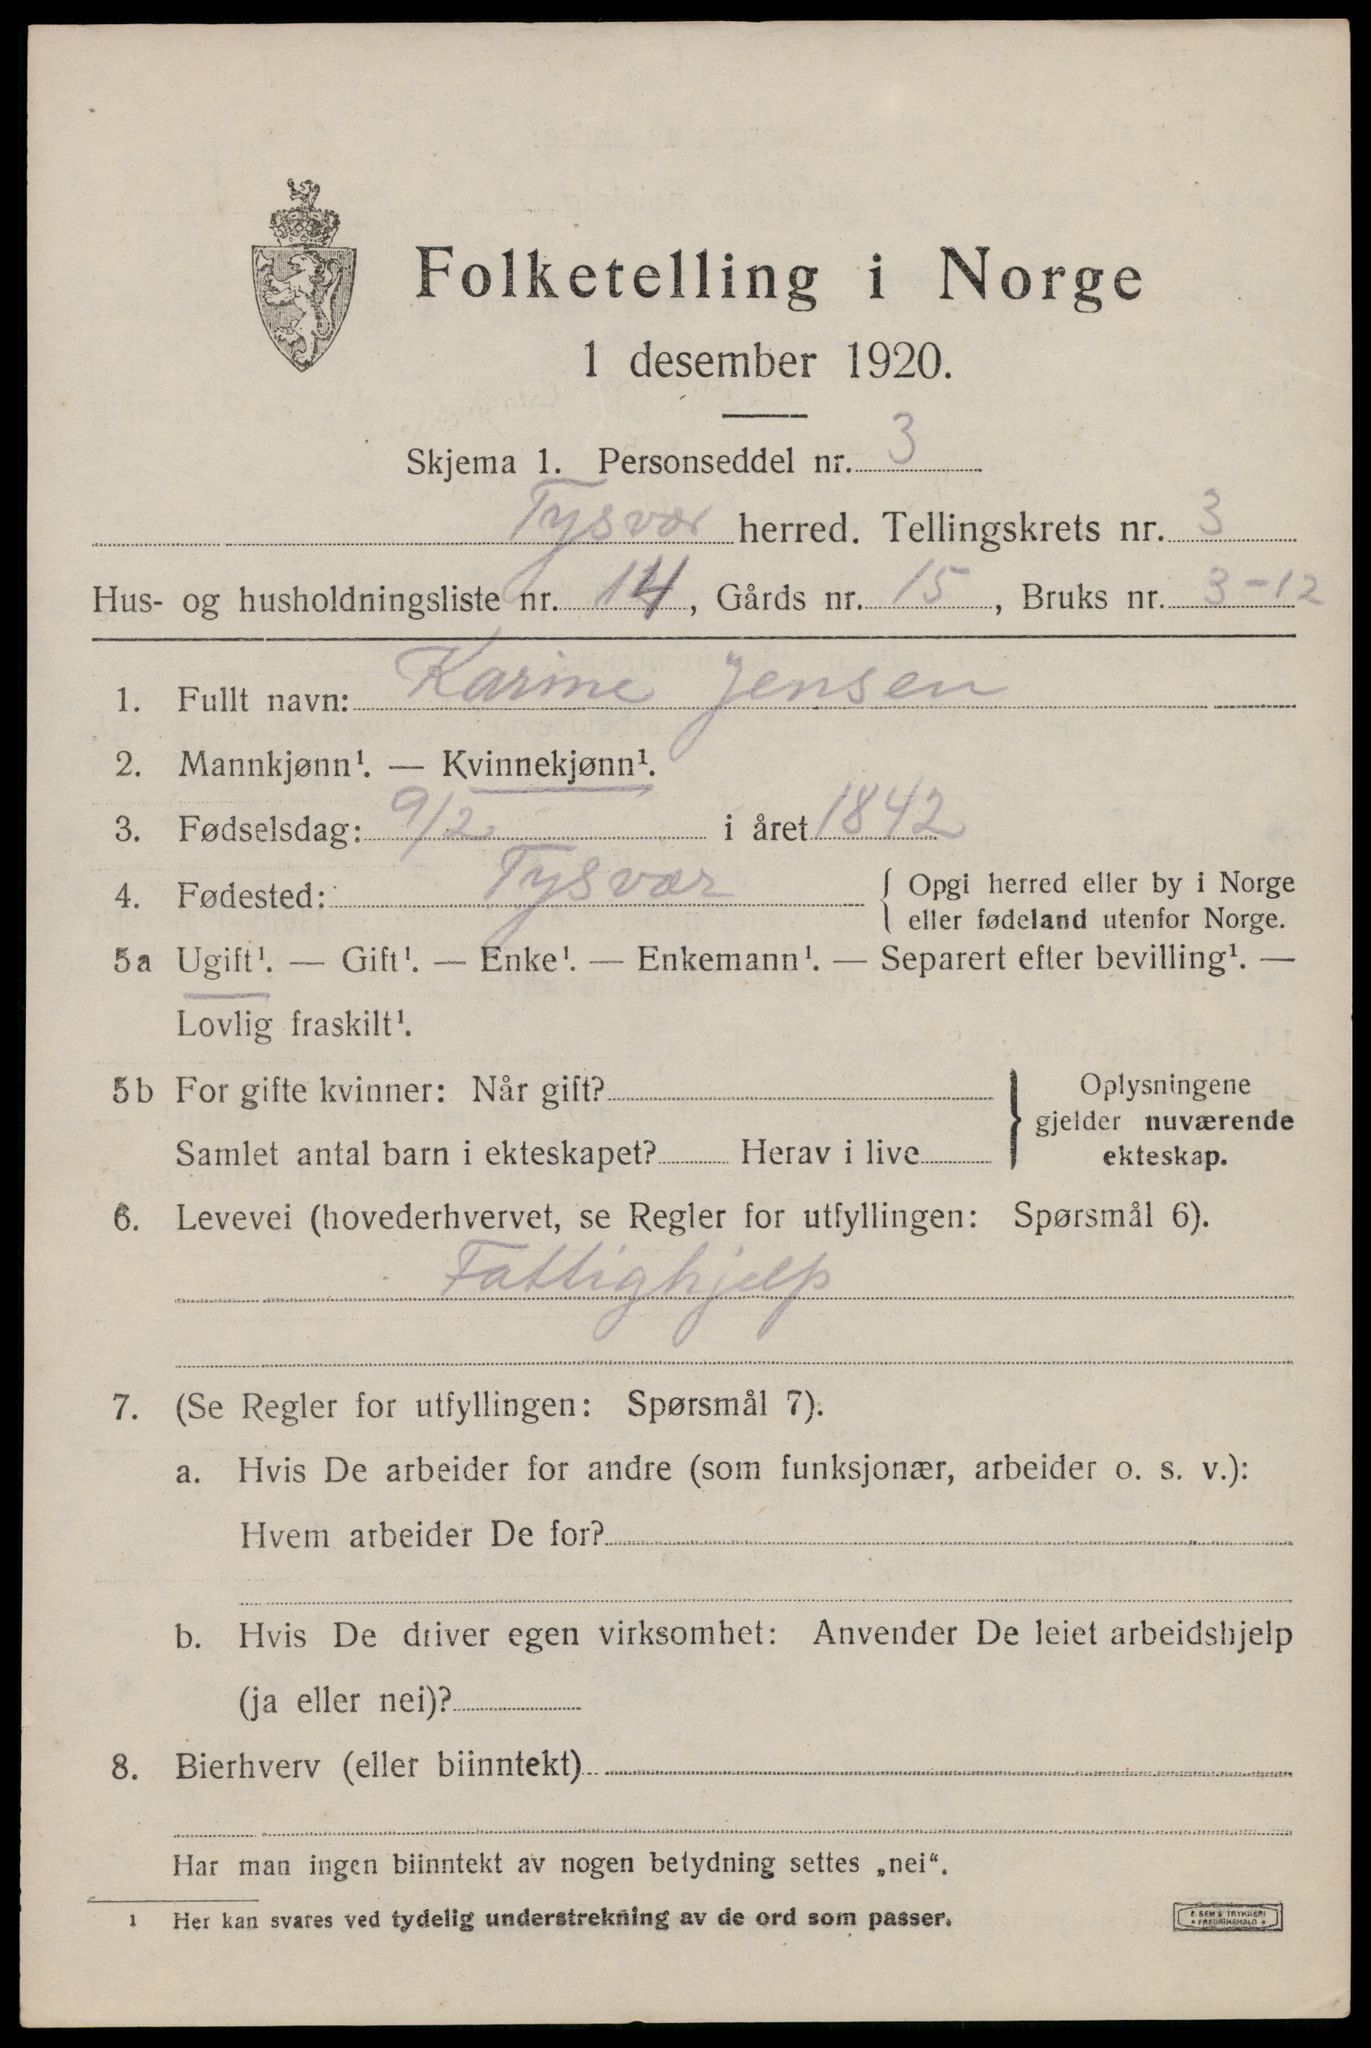 Folketelling i Norge
1 desember 1920.
Skjema 1. Personseddel nr. 3
Tysvær herred. Tellingskrets nr. 3
Hus- og husholdningsliste nr. 14, Gårds nr. 15, Bruks nr. 3-12
1. Fullt navn: Karine Jensen
2. Mannkjønn¹. — Kvinnekjønn¹.
3. Fødselsdag: 9/2 i året 1842
4. Fødested: Tysvær { Opgi herred eller by i Norge
eller fødeland utenfor Norge.
5a Ugift¹. — Gift¹. — Enke¹. — Enkemann¹. — Separert efter bevilling¹. —
Lovlig fraskilt¹.
5b For gifte kvinner: Når gift?
Samlet antal barn i ekteskapet? Herav i live
} Oplysningene
gjelder nuværende
ekteskap.
6. Levevei (hovederhvervet, se Regler for utfyllingen: Spørsmål 6).
Fattighjelp
7. (Se Regler for utfyllingen: Spørsmål 7).
a. Hvis De arbeider for andre (som funksjonær, arbeider o. s. v.):
Hvem arbeider De for?
b. Hvis De driver egen virksomhet: Anvender De leiet arbeidshjelp
(ja eller nei)?
8. Bierhverv (eller biinntekt)
Har man ingen biinntekt av nogen betydning settes „nei“.
1 Her kan svares ved tydelig understrekning av de ord som passer.
E. SEM'S TRYKKERI
• FREDRIKSHALD •